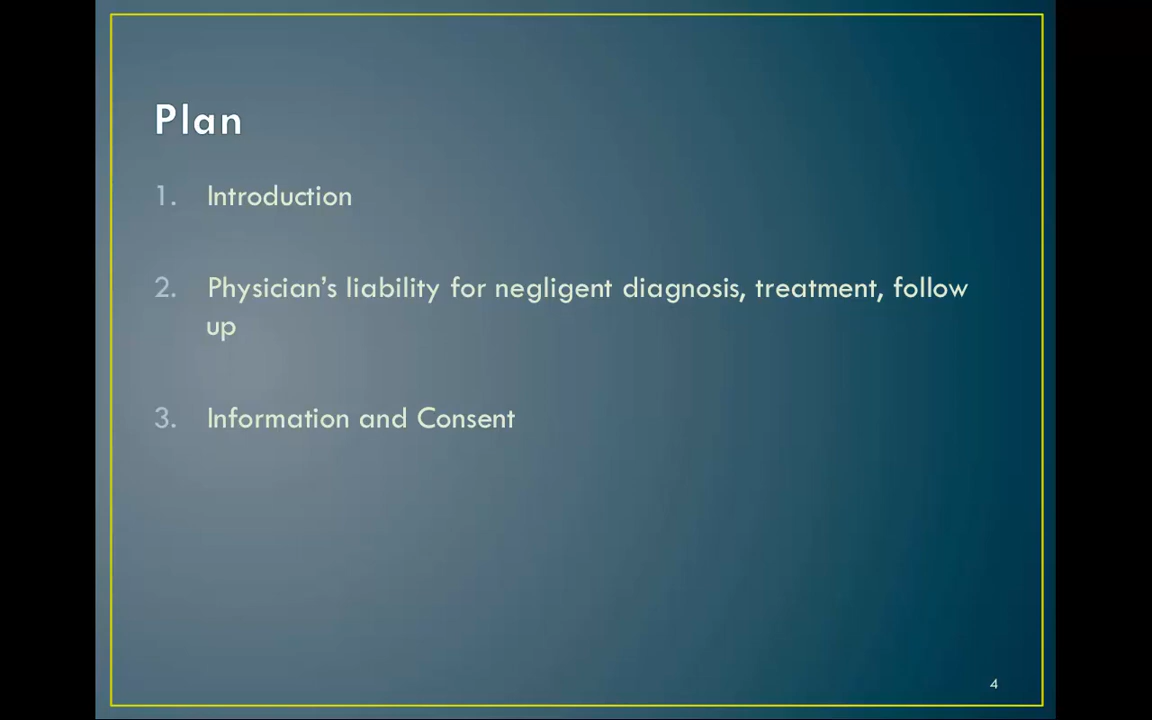 Plan
1. Introduction
2. Physician's liability for negligent diagnosis, treatment, follow
up
3. Information and Consent
4